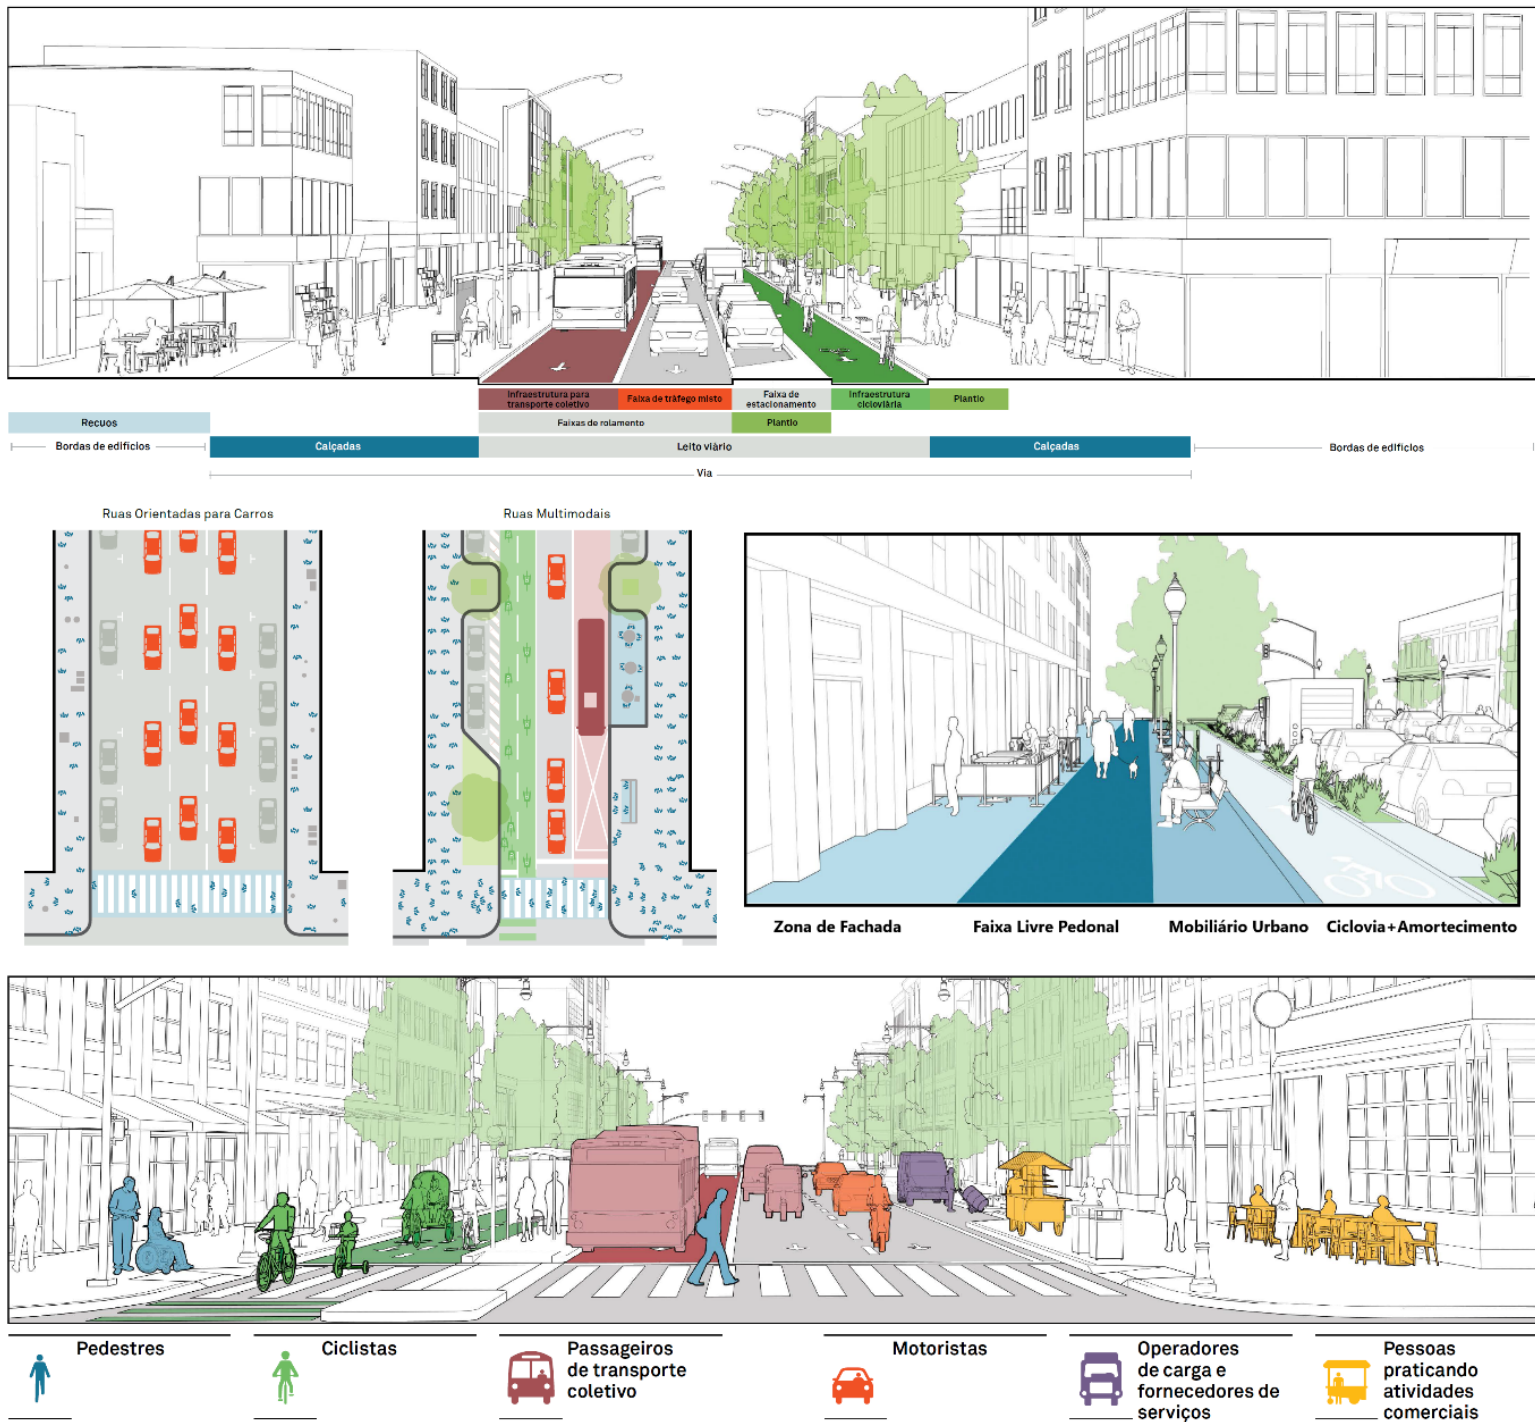 Infraestrutura para
transporte coletivo
Faixa de tráfego misto
Faixa de
estacionamento
Infraestrutura
cicloviária
Plantio
Recuos
Faixas de rolamento
Plantio
Bordas de edifícios
Calçadas
Leito viário
Calçadas
Bordas de edifícios
Via
Ruas Orientadas para Carros
Ruas Multimodais
Zona de Fachada
Faixa Livre Pedonal
Mobiliário Urbano
Ciclovia+Amortecimento
Pedestres
Ciclistas
Passageiros
de transporte
coletivo
Motoristas
Operadores
de carga e
fornecedores de
serviços
Pessoas
praticando
atividades
comerciais